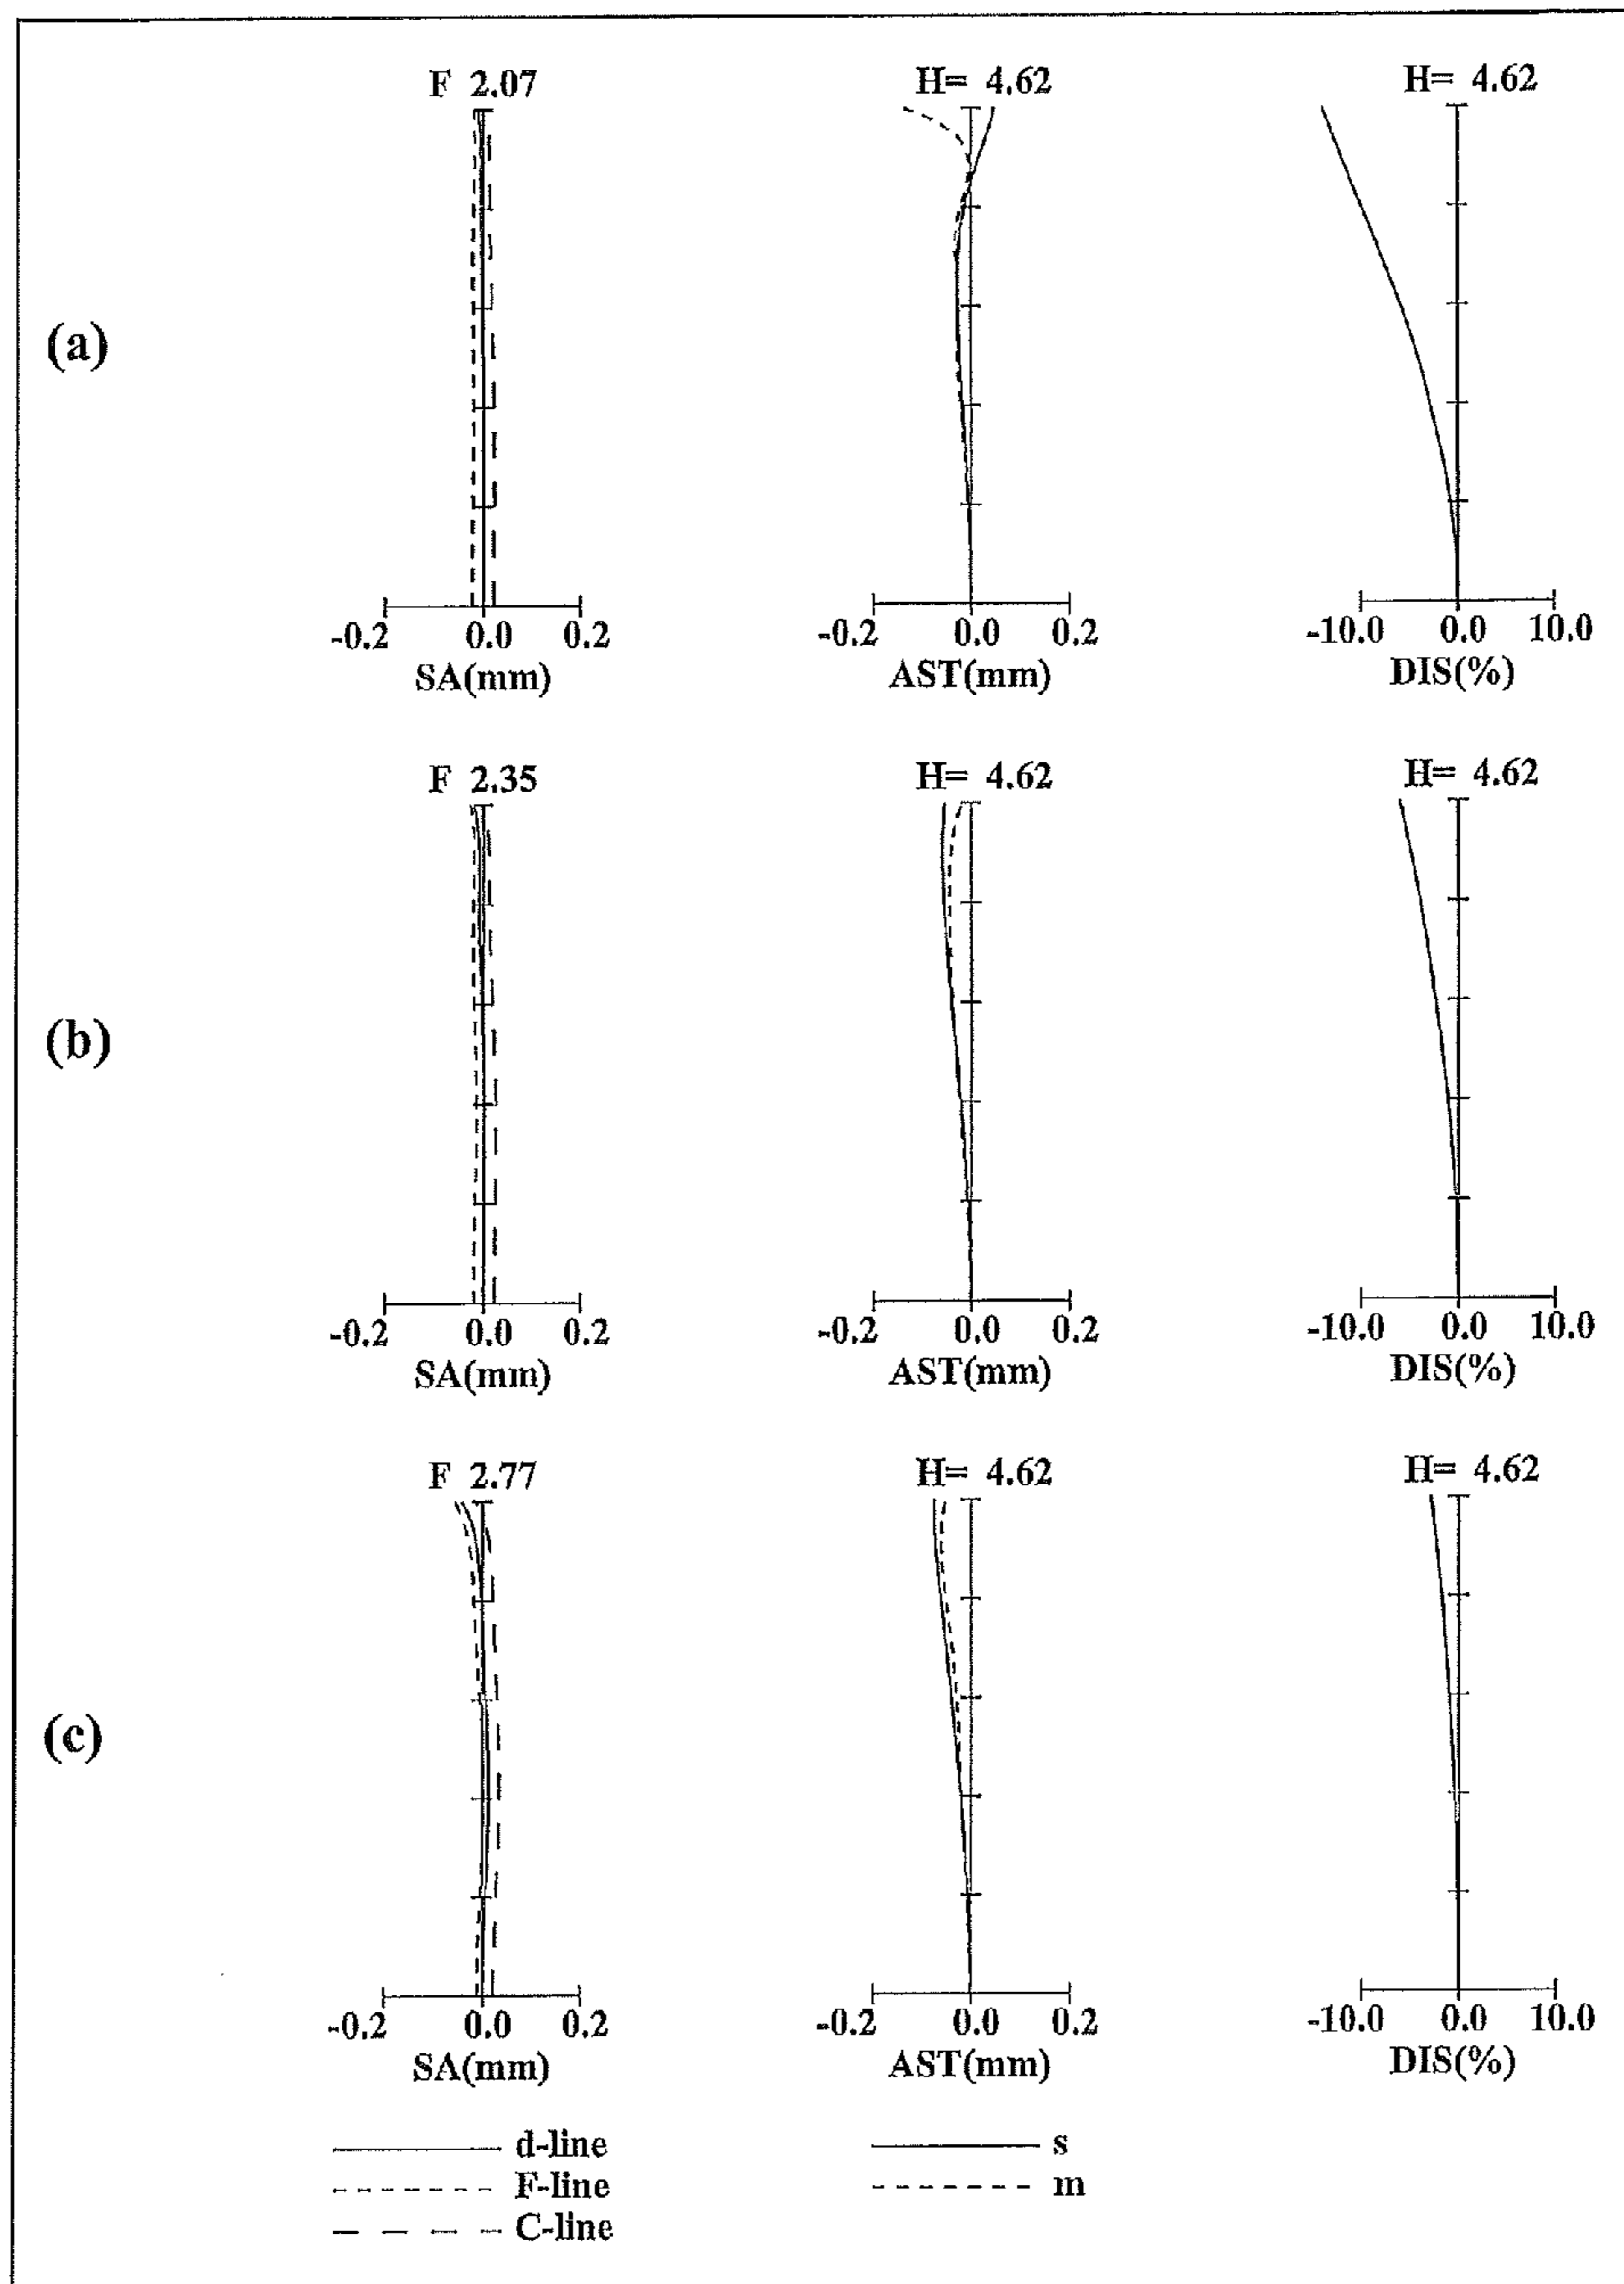 F 2.07 H= 4.62 H= 4.62
(a)
-0.2 0.0 0.2 -0.2 0.0 0.2 -10.0 0.0 10.0
SA(mm) AST(mm) DIS(%)
F 2.35 H= 4.62 H= 4.62
(b)
-0.2 0.0 0.2 -0.2 0.0 0.2 -10.0 0.0 10.0
SA(mm) AST(mm) DIS(%)
F 2.77 H= 4.62 H= 4.62
(c)
-0.2 0.0 0.2 -0.2 0.0 0.2 -10.0 0.0 10.0
SA(mm) AST(mm) DIS(%)
d-line s
F-line m
C-line